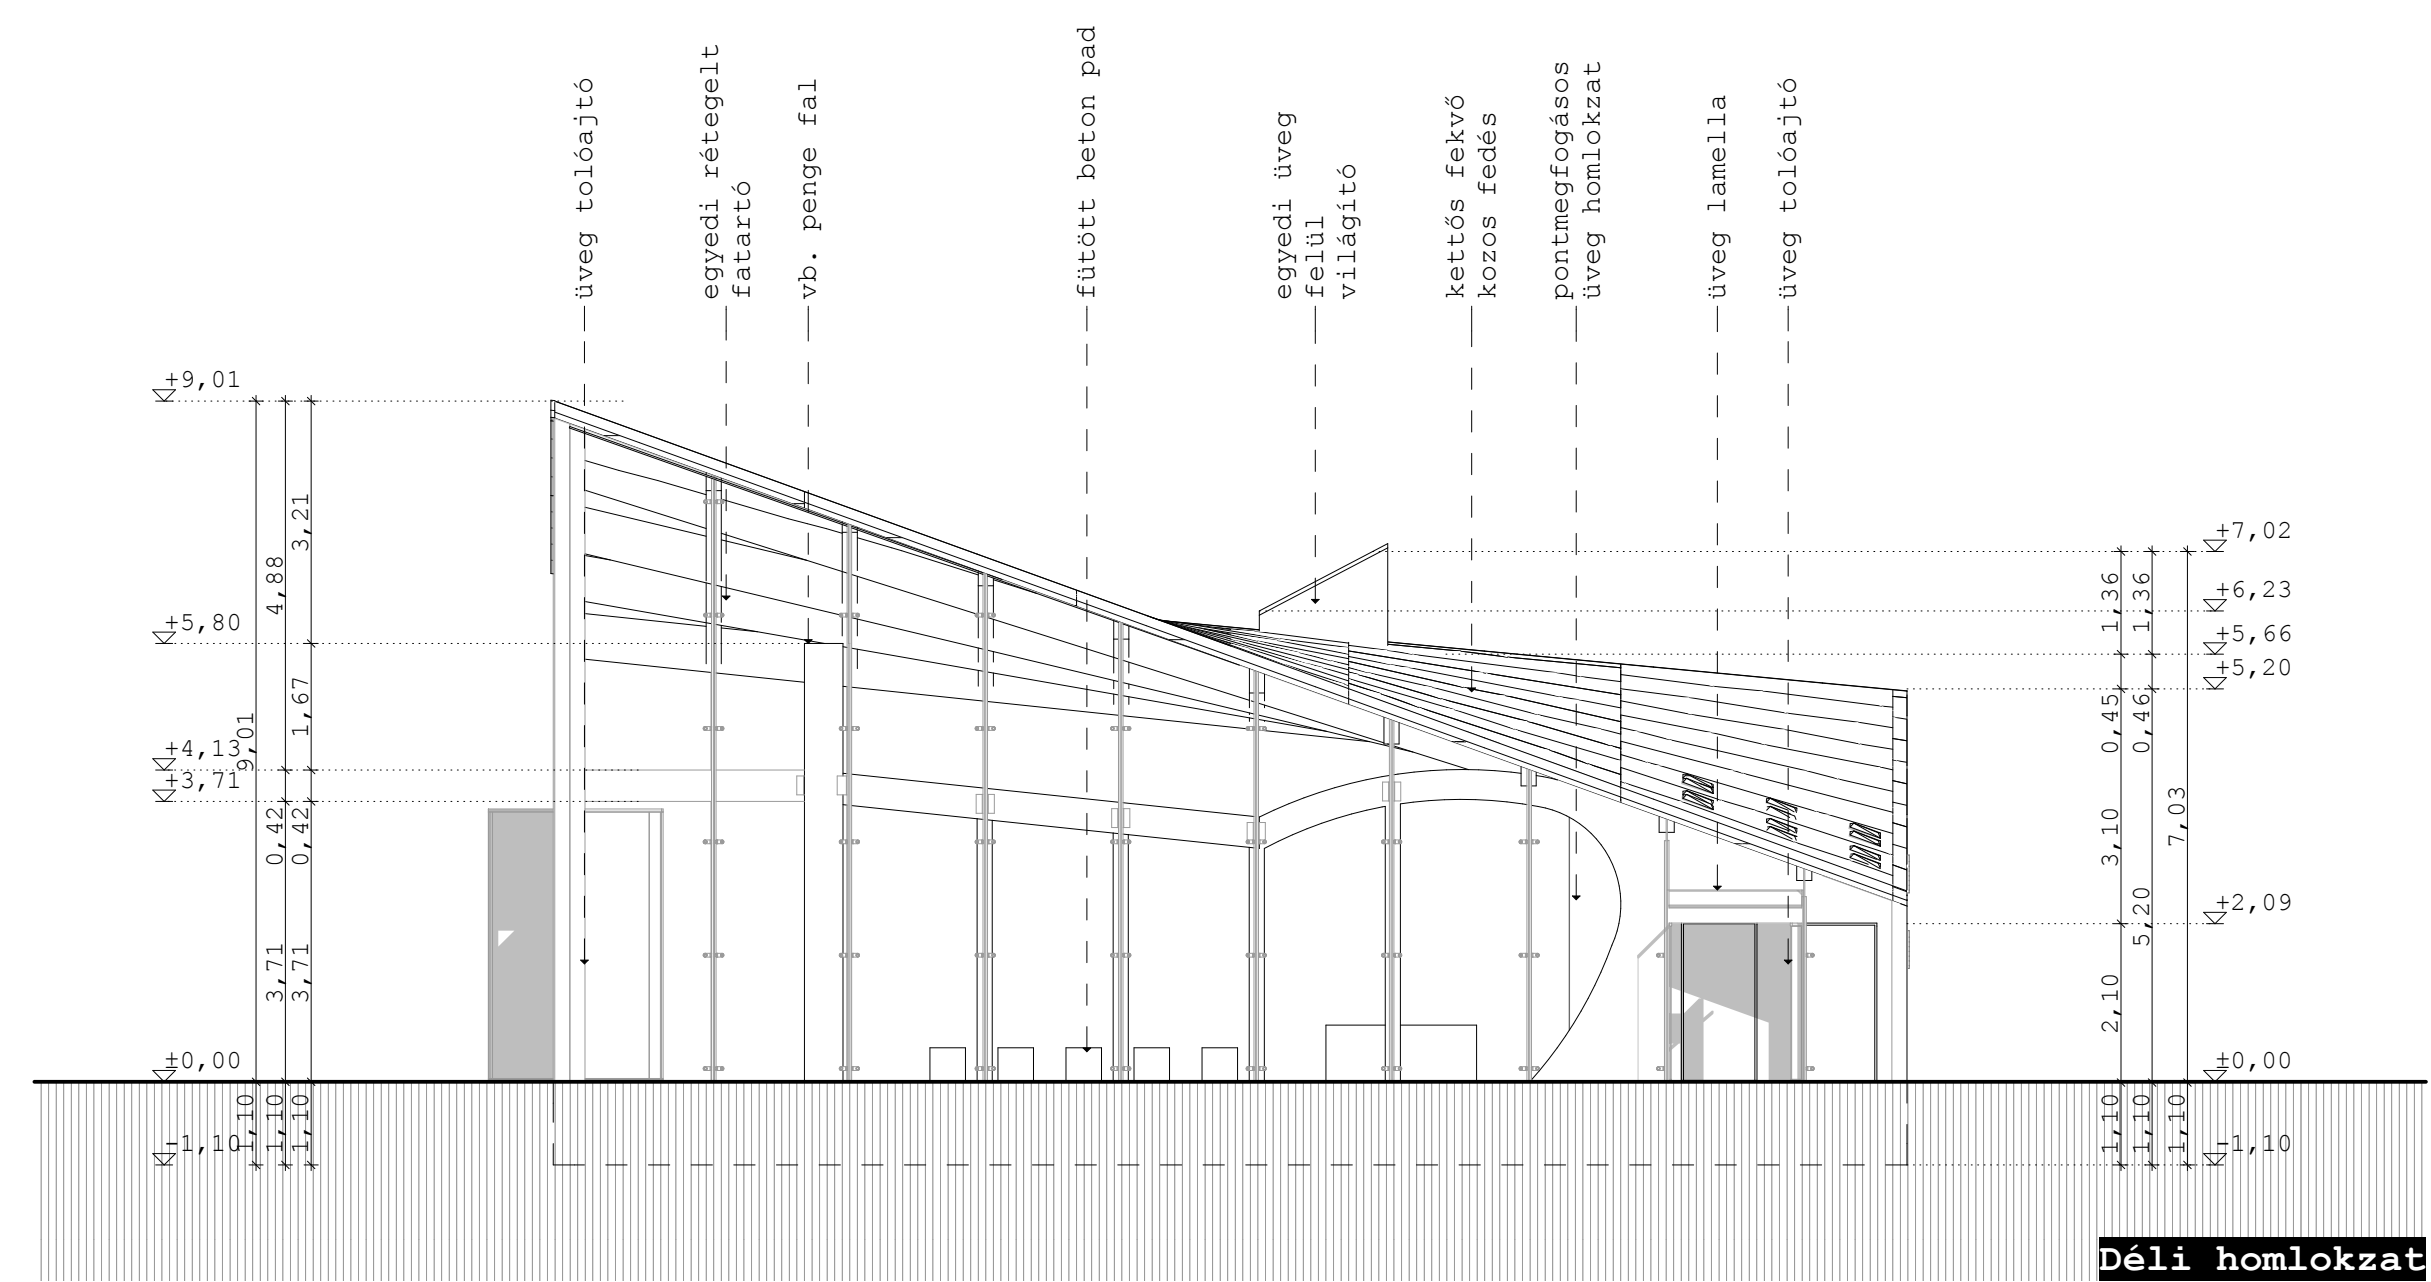 üveg tolóajtó
egyedi rétegelt
fatartó
vb. penge fal
fütött beton pad
egyedi üveg
felül
világító
kettős fekvő
kozos fedés
pontmegfogásos
üveg homlokzat
üveg lamella
üveg tolóajtó
+9,01
+5,80
+4,13
+3,71
±0,00
-1,10
9,01
1,10
4,88
0,42
3,71
1,10
3,21
1,67
0,42
3,71
1,10
1,36
0,45
3,10
2,10
1,10
1,36
0,46
5,20
1,10
7,03
1,10
+7,02
+6,23
+5,66
+5,20
+2,09
±0,00
-1,10
Déli homlokzat